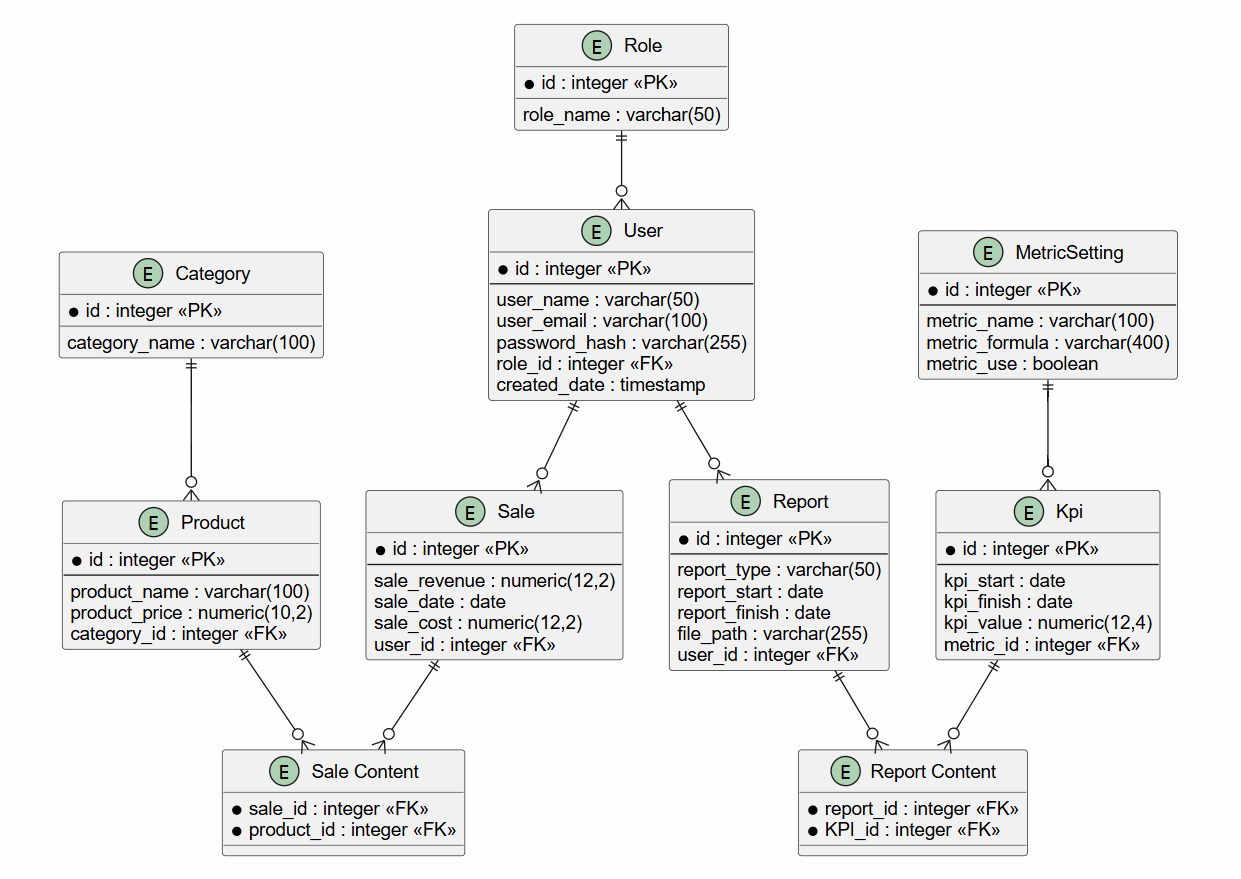 E Role
id : integer «PK»
role_name : varchar(50)
E User
id : integer «PK»
user_name : varchar(50)
user_email : varchar(100)
password_hash : varchar(255)
role_id : integer «FK»
created_date : timestamp
E Category
id : integer «PK»
category_name : varchar(100)
E MetricSetting
id : integer «PK»
metric_name : varchar(100)
metric_formula : varchar(400)
metric_use : boolean
E Product
id : integer «PK»
product_name : varchar(100)
product_price : numeric(10,2)
category_id : integer «FK»
E Sale
id : integer «PK»
sale_revenue : numeric(12,2)
sale_date : date
sale_cost : numeric(12,2)
user_id : integer «FK»
E Report
id : integer «PK»
report_type : varchar(50)
report_start : date
report_finish : date
file_path : varchar(255)
user_id : integer «FK»
E Kpi
id : integer «PK»
kpi_start : date
kpi_finish : date
kpi_value : numeric(12,4)
metric_id : integer «FK»
E Sale Content
sale_id : integer «FK»
product_id : integer «FK»
E Report Content
report_id : integer «FK»
KPI_id : integer «FK»